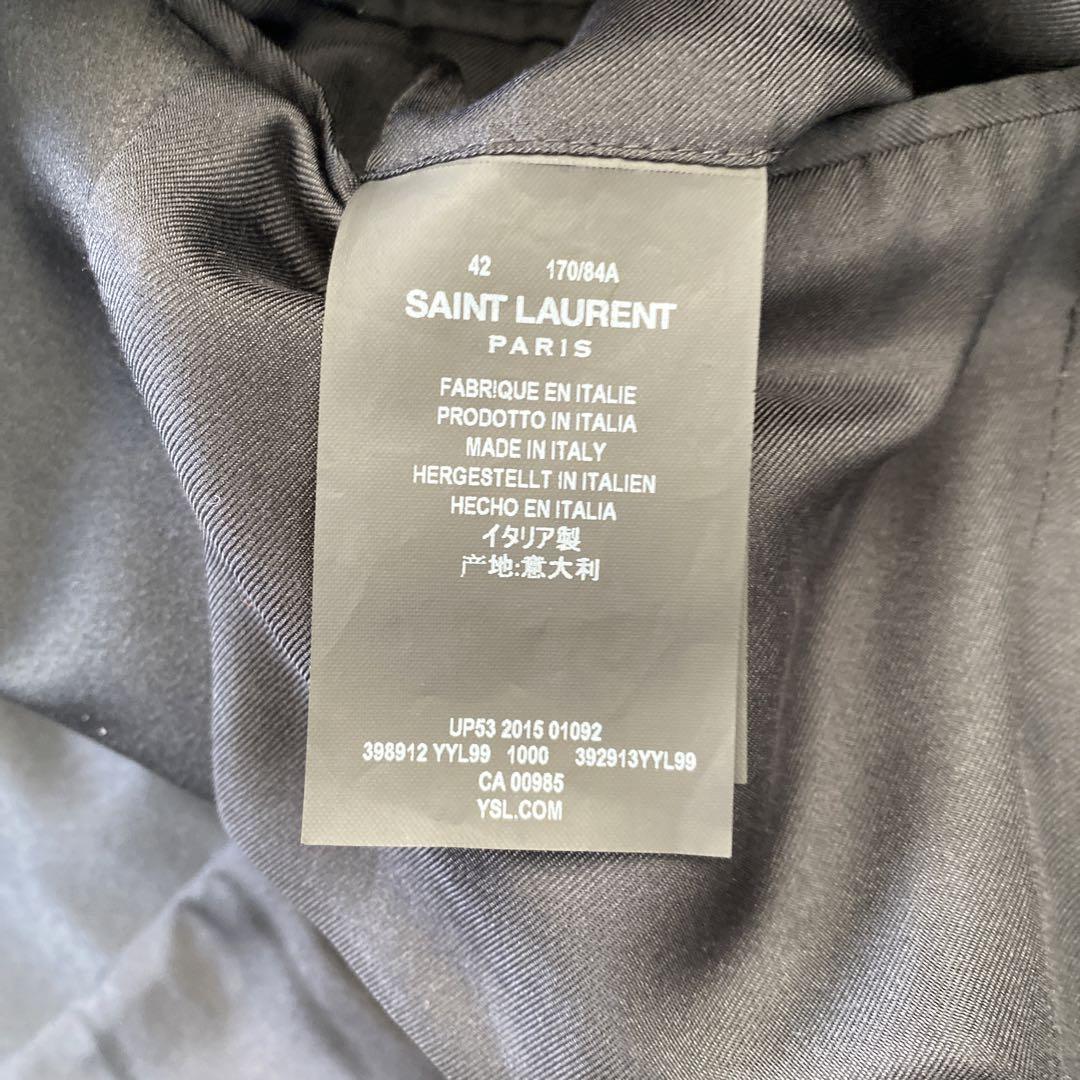 42 170/84A
SAINT LAURENT
PARIS
FABRIQUE EN ITALIE
PRODOTTO IN ITALIA
MADE IN ITALY
HERGESTELLT IN ITALIEN
HECHO EN ITALIA
イタリア製
产地:意大利
UP53 2015 01092
398912 YYL99 1000 392913YYL99
CA 00985
YSL.COM